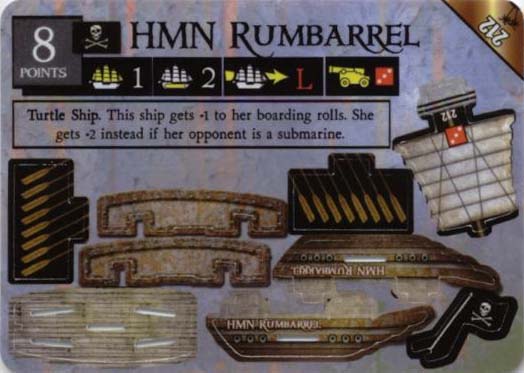 HMN RUMBARREL
8
POINTS
1 2 L
212
Turtle Ship. This ship gets +1 to her boarding rolls. She
gets +2 instead if her opponent is a submarine.
212
HMN RUMBARREL
HMN RUMBARREL